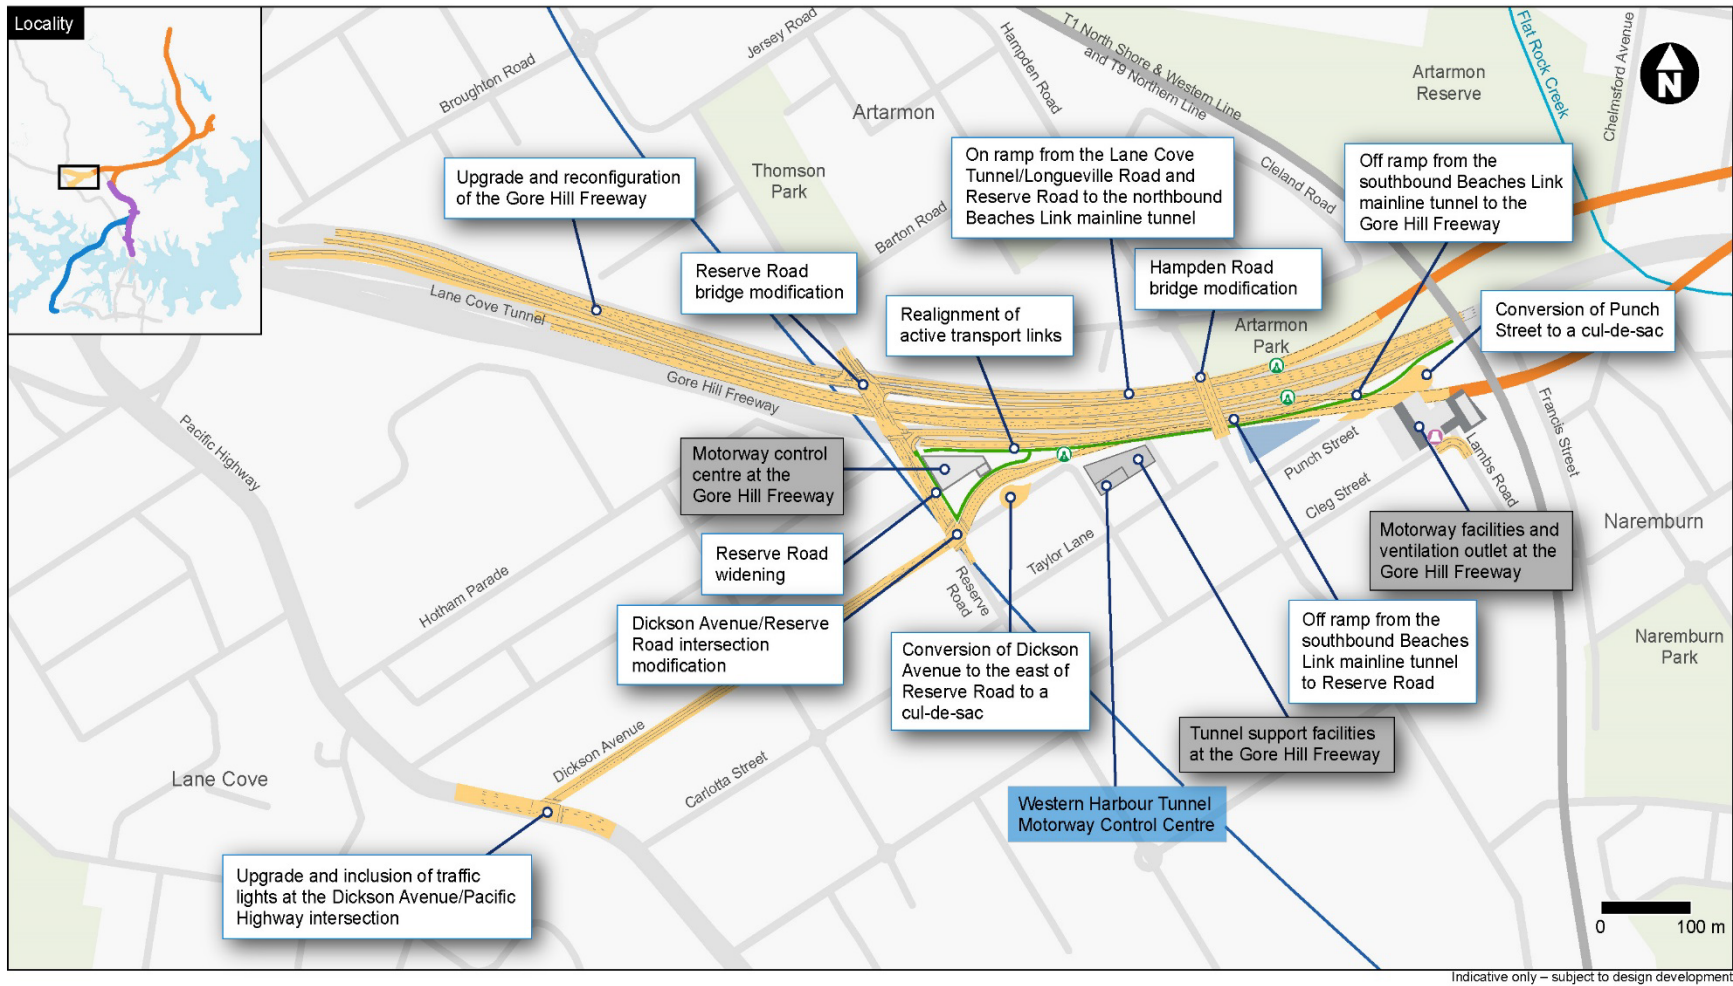 Locality
Broughton Road
Jersey Road
Hampden Road
T1 North Shore & Western Line
and T9 Northern Line
Flat Rock Creek
Chelmsford Avenue
Artarmon
Reserve
N
Artarmon
Thomson
Park
Barton Road
Cleland Road
Upgrade and reconfiguration
of the Gore Hill Freeway
On ramp from the Lane Cove
Tunnel/Longueville Road and
Reserve Road to the northbound
Beaches Link mainline tunnel
Off ramp from the
southbound Beaches Link
mainline tunnel to the
Gore Hill Freeway
Reserve Road
bridge modification
Hampden Road
bridge modification
Realignment of
active transport links
Artarmon
Park
Conversion of Punch
Street to a cul-de-sac
Lane Cove Tunnel
Gore Hill Freeway
Pacific Highway
Motorway control
centre at the
Gore Hill Freeway
Punch Street
Cleg Street
Lambs Road
Francis Street
Naremburn
Motorway facilities and
ventilation outlet at the
Gore Hill Freeway
Reserve Road
widening
Taylor Lane
Reserve
Road
Hotham Parade
Dickson Avenue/Reserve
Road intersection
modification
Conversion of Dickson
Avenue to the east of
Reserve Road to a
cul-de-sac
Off ramp from the
southbound Beaches
Link mainline tunnel
to Reserve Road
Naremburn
Park
Tunnel support facilities
at the Gore Hill Freeway
Dickson Avenue
Carlotta Street
Lane Cove
Western Harbour Tunnel
Motorway Control Centre
Upgrade and inclusion of traffic
lights at the Dickson Avenue/Pacific
Highway intersection
0 100 m
Indicative only – subject to design development